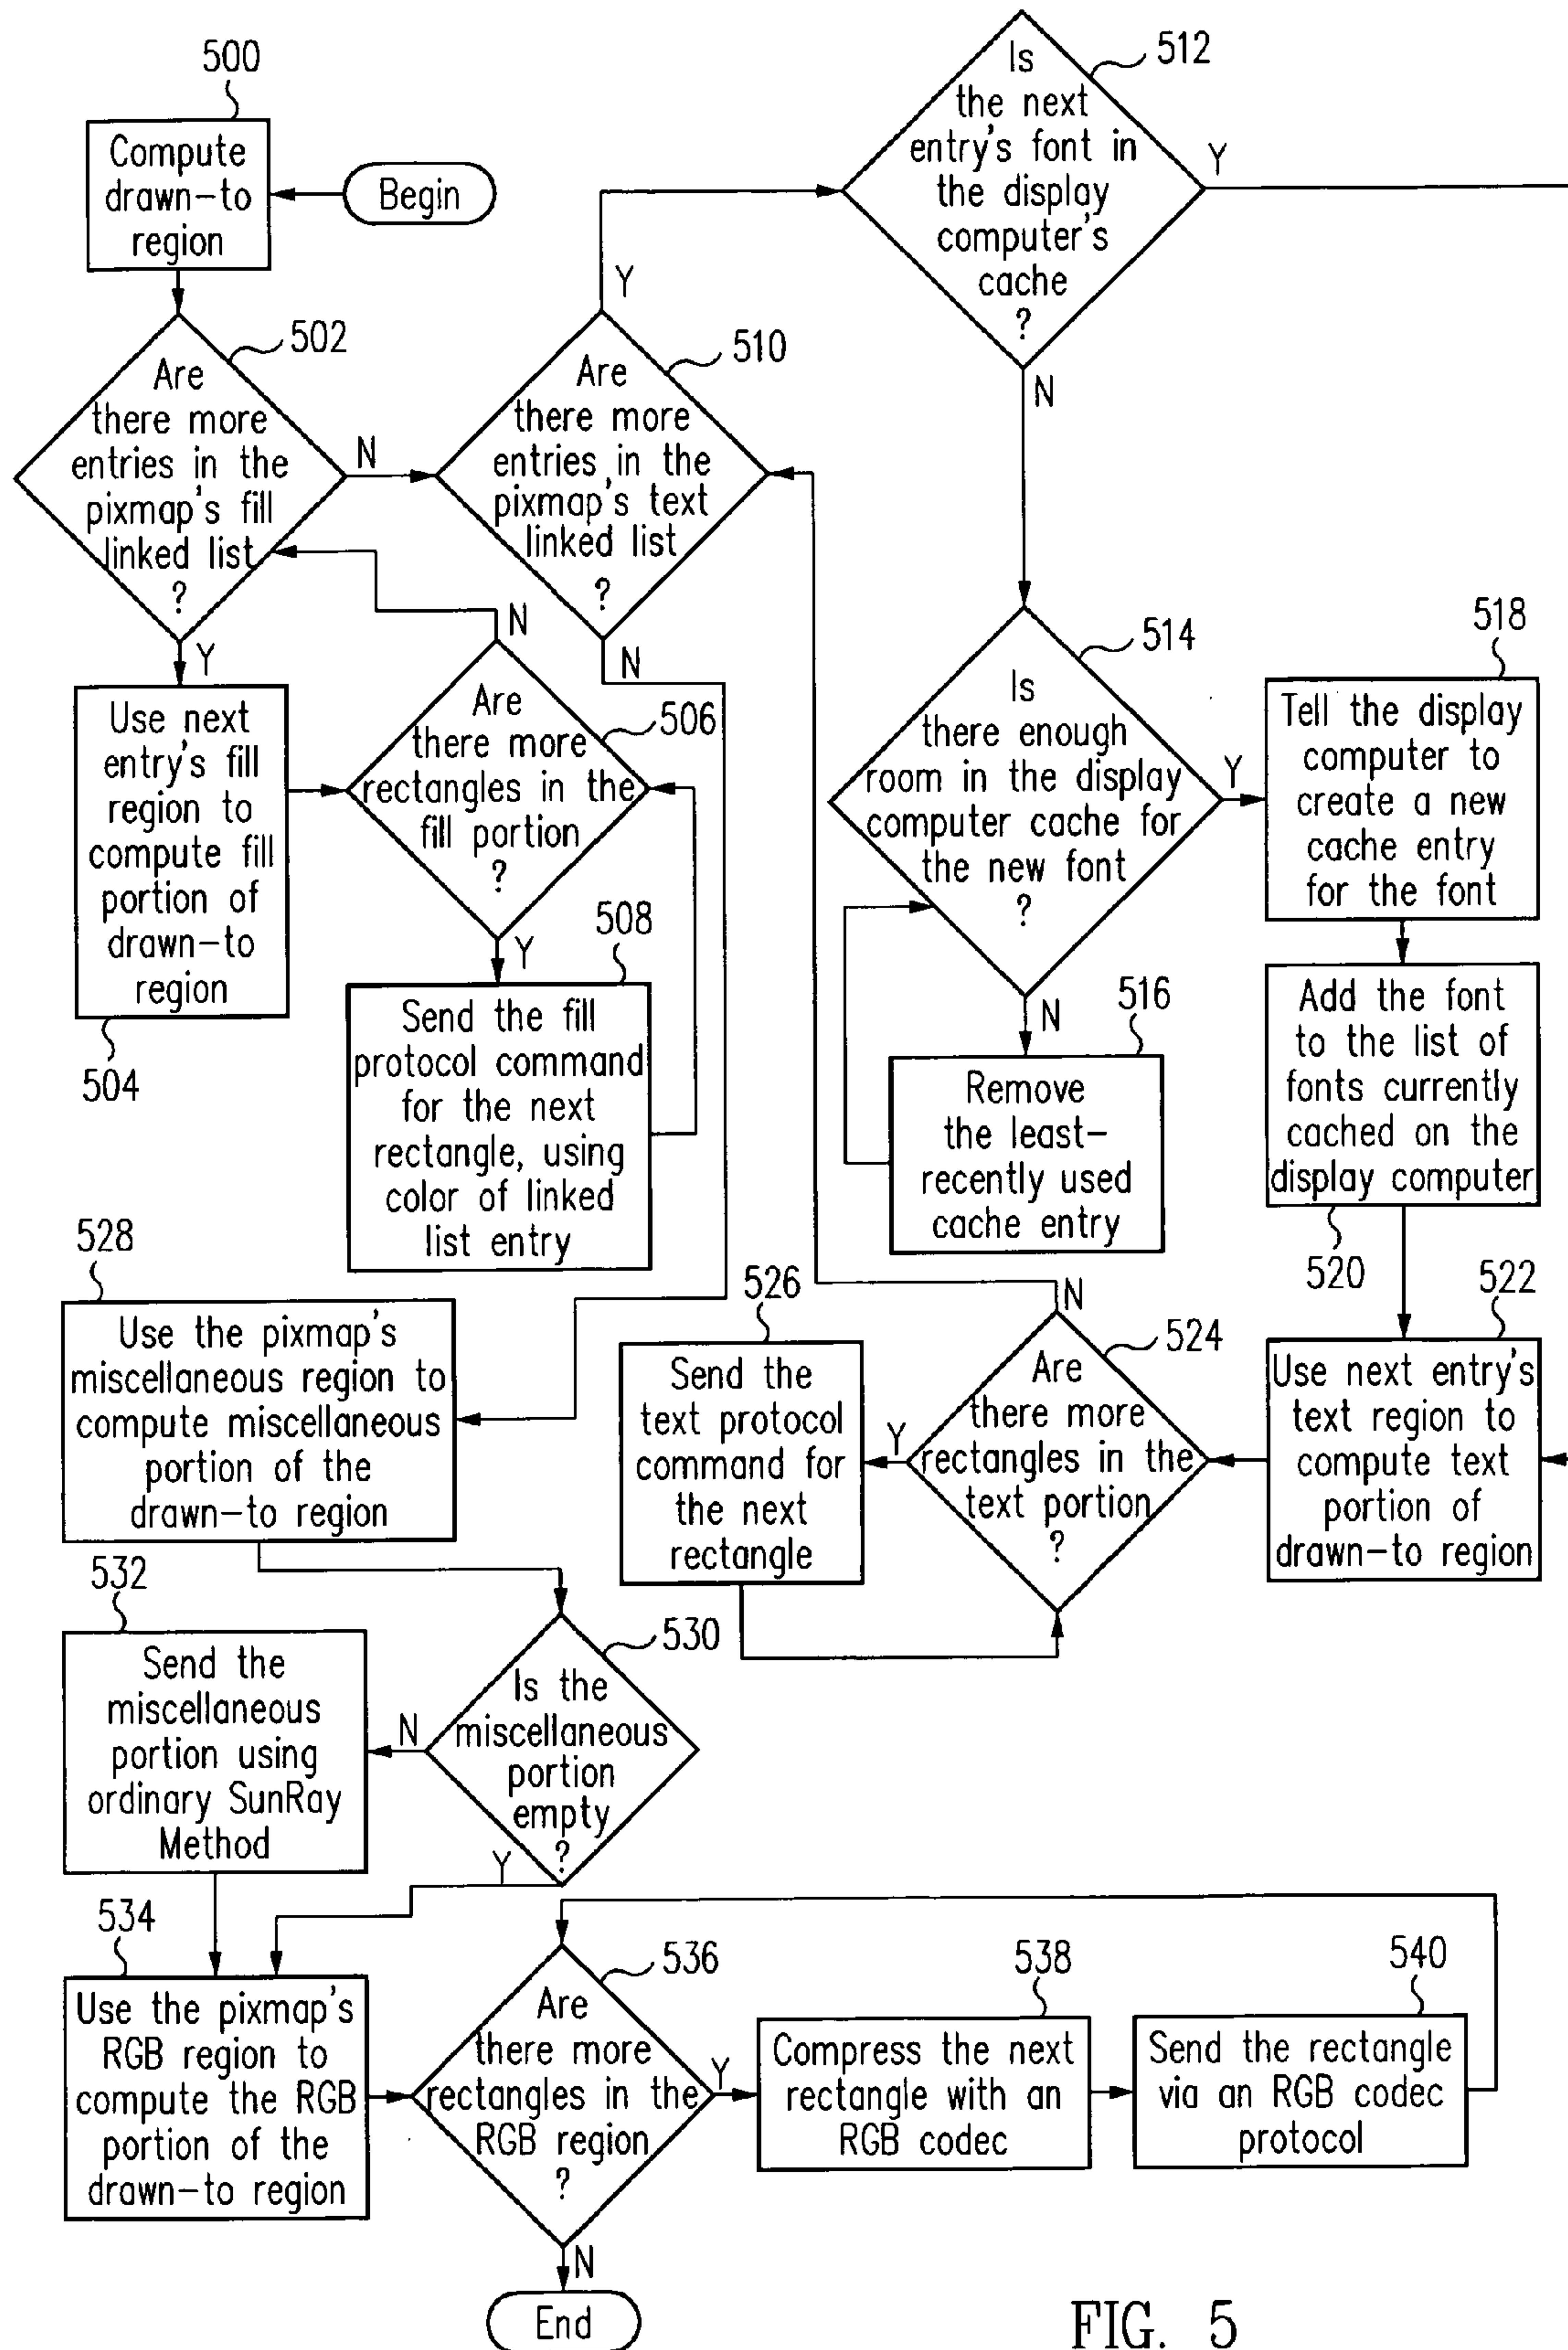 500
Compute
drawn-to
region
Begin
502
Are
there more
entries in the
pixmap's fill
linked list
?
N
Y
510
Are
there more
entries in the
pixmap's text
linked list
?
Y
N
512
Is
the next
entry's font in
the display
computer's
cache
?
Y
N
Use next
entry's fill
region to
compute fill
portion of
drawn-to
region
504
506
Are
there more
rectangles in the
fill portion
?
N
Y
508
Send the fill
protocol command
for the next
rectangle, using
color of linked
list entry
514
Is
there enough
room in the display
computer cache for
the new font
?
Y
N
516
Remove
the least-
recently used
cache entry
518
Tell the display
computer to
create a new
cache entry
for the font
Add the font
to the list of
fonts currently
cached on the
display computer
520
522
Use next entry's
text region to
compute text
portion of
drawn-to region
524
Are
there more
rectangles in the
text portion
?
N
Y
526
Send the
text protocol
command for
the next
rectangle
528
Use the pixmap's
miscellaneous region to
compute miscellaneous
portion of the
drawn-to region
530
Is the
miscellaneous
portion
empty
?
N
Y
532
Send the
miscellaneous
portion using
ordinary SunRay
Method
534
Use the pixmap's
RGB region to
compute the RGB
portion of the
drawn-to region
536
Are
there more
rectangles in the
RGB region
?
Y
N
538
Compress the next
rectangle with an
RGB codec
540
Send the rectangle
via an RGB codec
protocol
End
FIG. 5